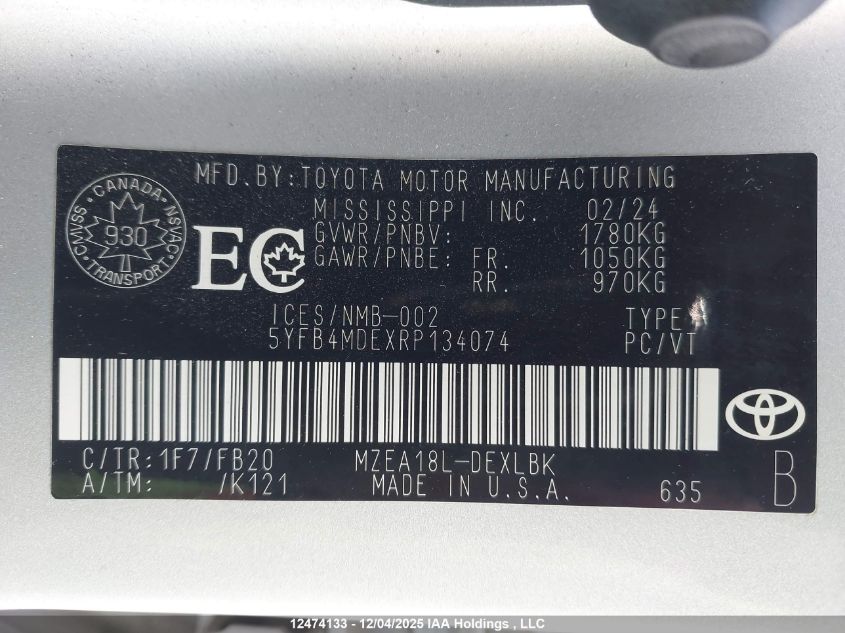 MFD. BY: TOYOTA MOTOR MANUFACTURING
MISSISSIPPI INC. 02/24
GVWR/PNBV: 1780KG
GAWR/PNBE: FR. 1050KG
RR. 970KG
CANADA
CMVSS NSVAC
930
TRANSPORT
EC
ICES/NMB-002 TYPE:
5YFB4MDEXRP134074 PC/VT
C/TR: 1F7/FB20 MZEA18L-DEXLBK
A/TM: /K121 MADE IN U.S.A. 635 B
12474133 - 12/04/2025 IAA Holdings , LLC